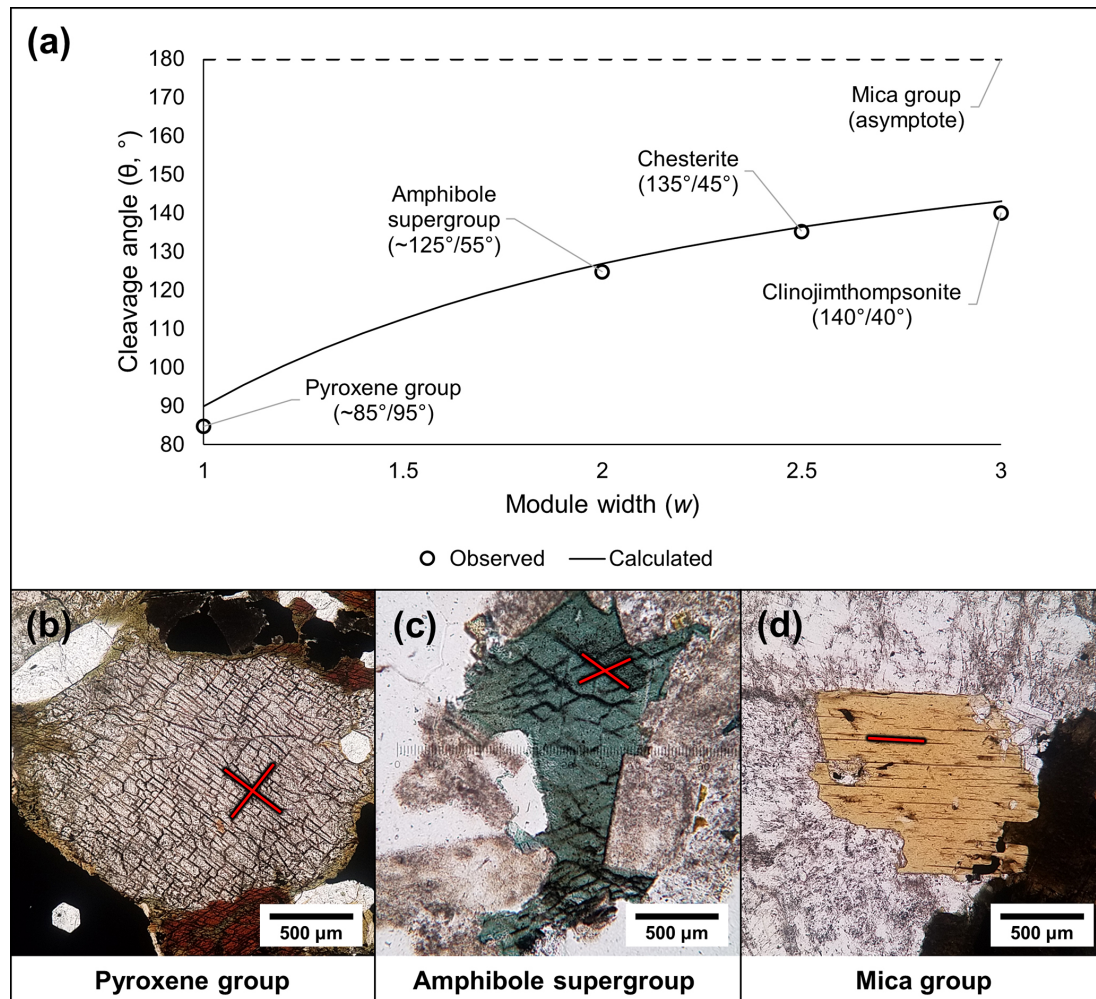 (a)
180
170
160
150
140
130
120
110
100
90
80
Cleavage angle (θ, °)
Mica group
(asymptote)
Chesterite
(135°/45°)
Amphibole
supergroup
(~125°/55°)
Clinojimthompsonite
(140°/40°)
Pyroxene group
(~85°/95°)
1 1.5 2 2.5 3
Module width (w)
Observed Calculated
(b)
500 µm
Pyroxene group
(c)
500 µm
Amphibole supergroup
(d)
500 µm
Mica group